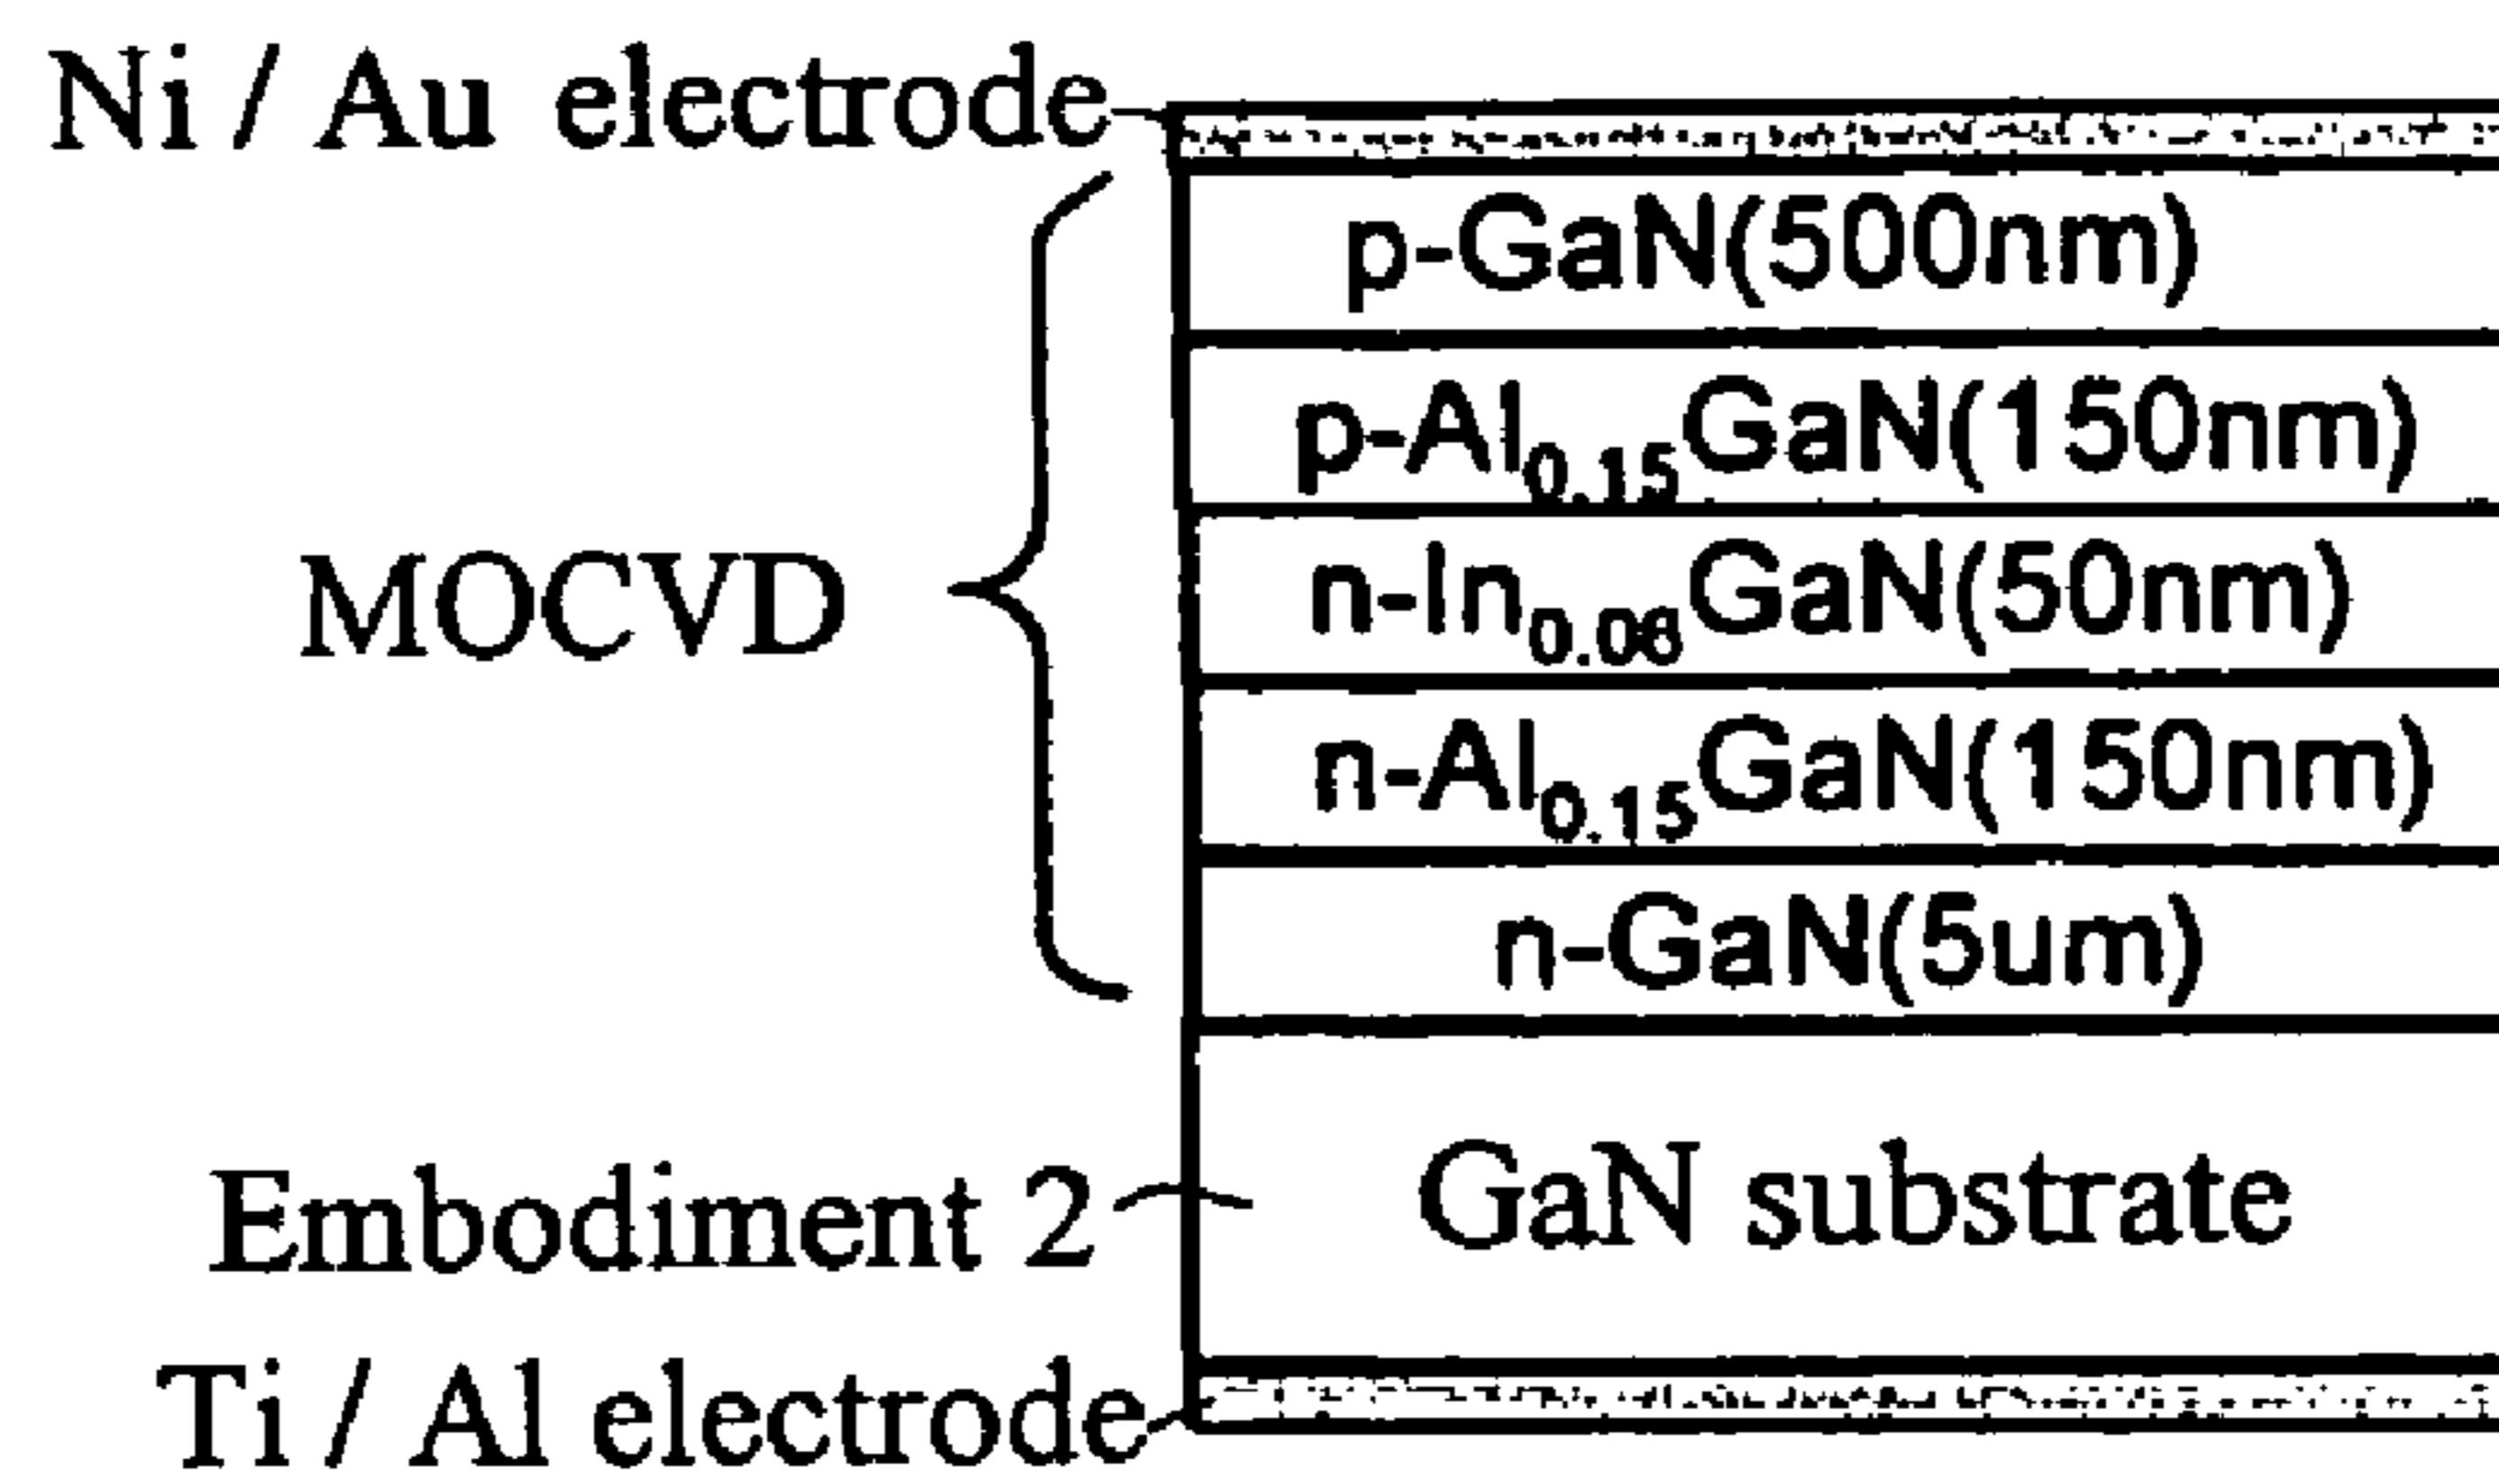 Ni / Au electrode
p-GaN(500nm)
p-Al0.15GaN(150nm)
n-In0.06GaN(50nm)
MOCVD
n-Al0.15GaN(150nm)
n-GaN(5um)
Embodiment 2
GaN substrate
Ti / Al electrode